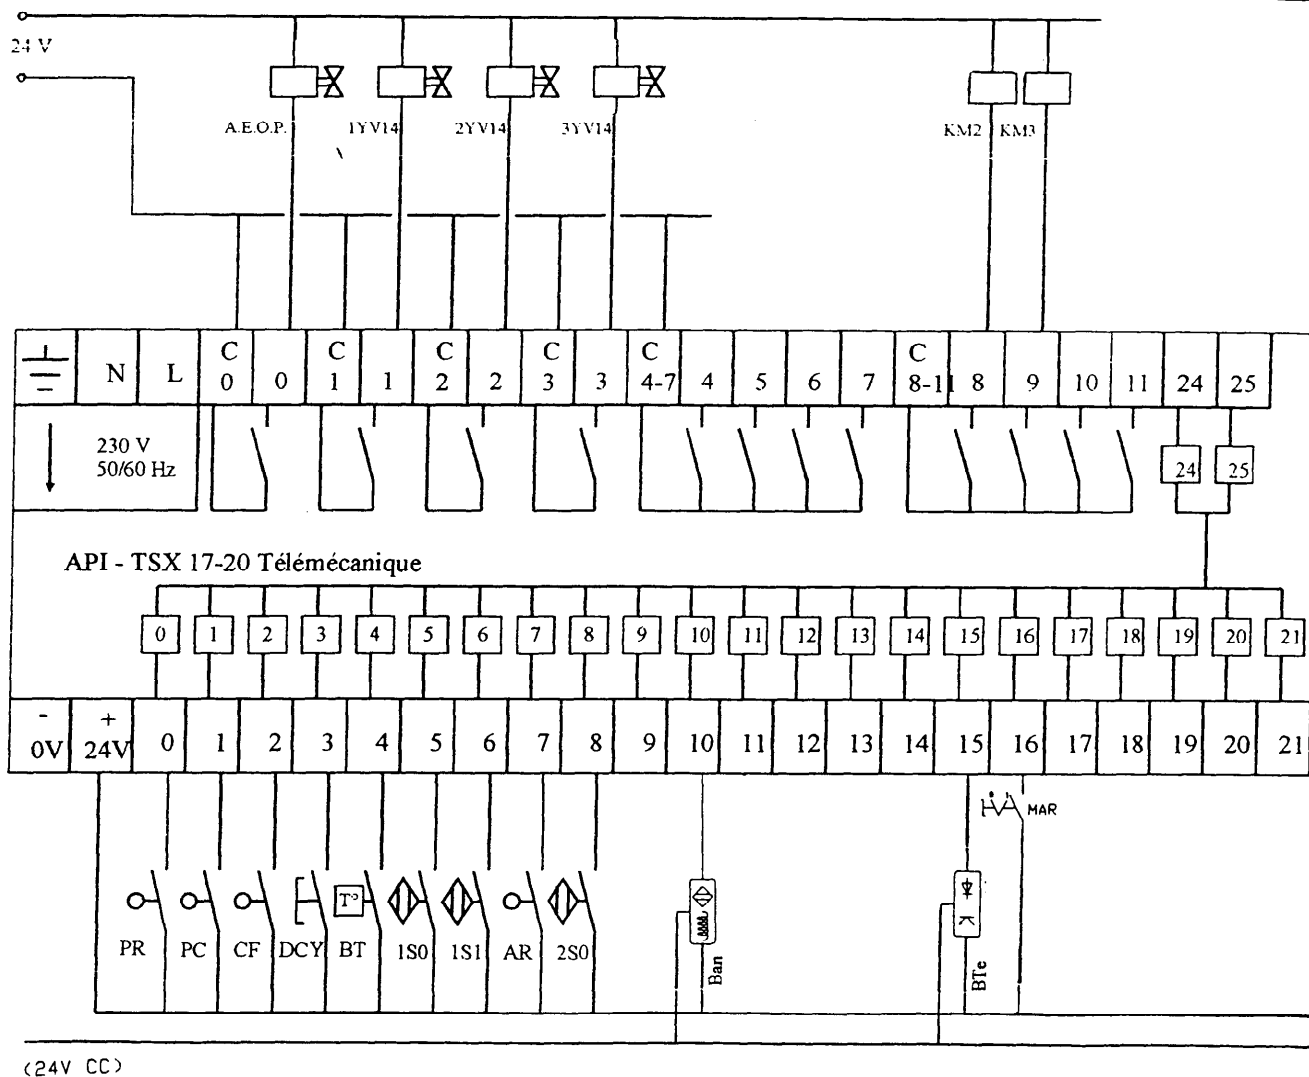 24 V
A.E.O.P. 1YV14 2YV14 3YV14 KM2 KM3
C C C C C C
N L 0 0 1 1 2 2 3 3 4-7 4 5 6 7 8-11 8 9 10 11 24 25
230 V
50/60 Hz
24 25
API - TSX 17-20 Télémécanique
0 1 2 3 4 5 6 7 8 9 10 11 12 13 14 15 16 17 18 19 20 21
- +
0V 24V 0 1 2 3 4 5 6 7 8 9 10 11 12 13 14 15 16 17 18 19 20 21
MAR
T°
PR PC CF DCY BT 1S0 1S1 AR 2S0
Ban
BTe
(24V CC)